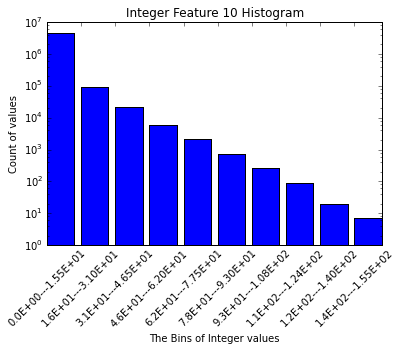 Integer Feature 10 Histogram
Count of values
10^7
10^6
10^5
10^4
10^3
10^2
10^1
10^0
0.0E+00---1.55E+01
1.6E+01---3.10E+01
3.1E+01---4.65E+01
4.6E+01---6.20E+01
6.2E+01---7.75E+01
7.8E+01---9.30E+01
9.3E+01---1.08E+02
1.1E+02---1.24E+02
1.2E+02---1.40E+02
1.4E+02---1.55E+02
The Bins of Integer values